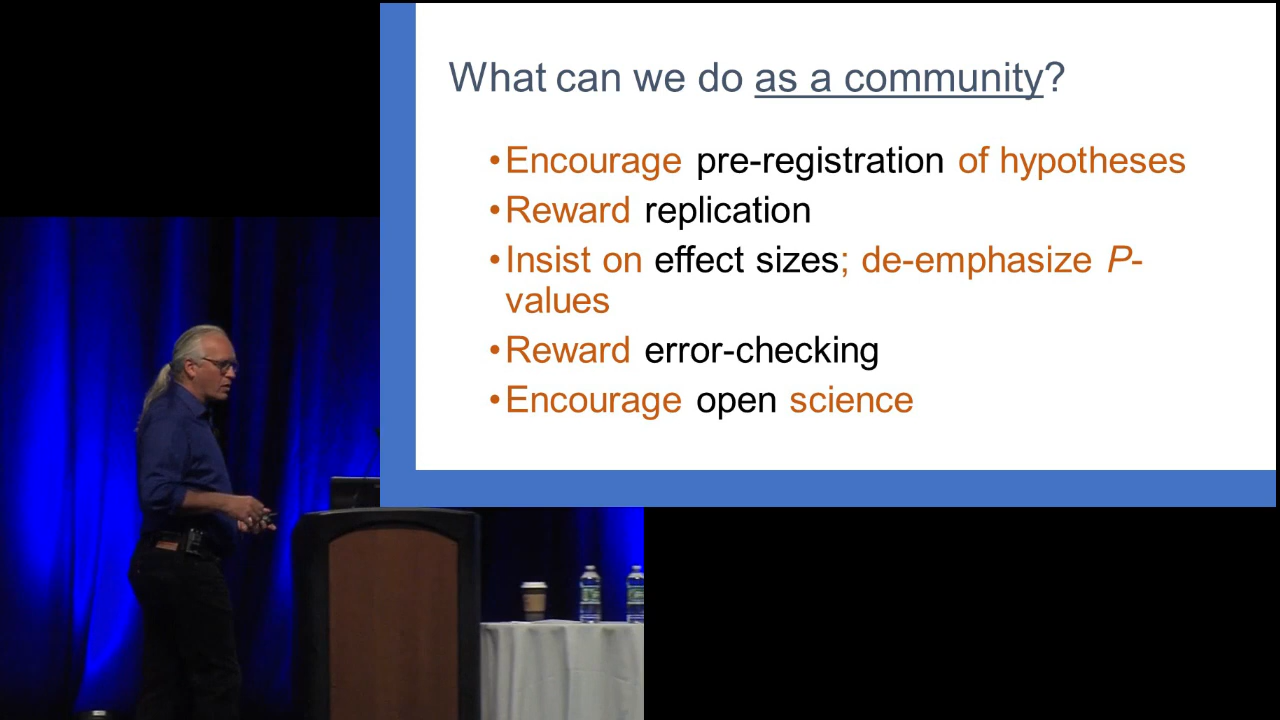 What can we do as a community?
•Encourage pre-registration of hypotheses
•Reward replication
•Insist on effect sizes; de-emphasize P-
values
•Reward error-checking
•Encourage open science